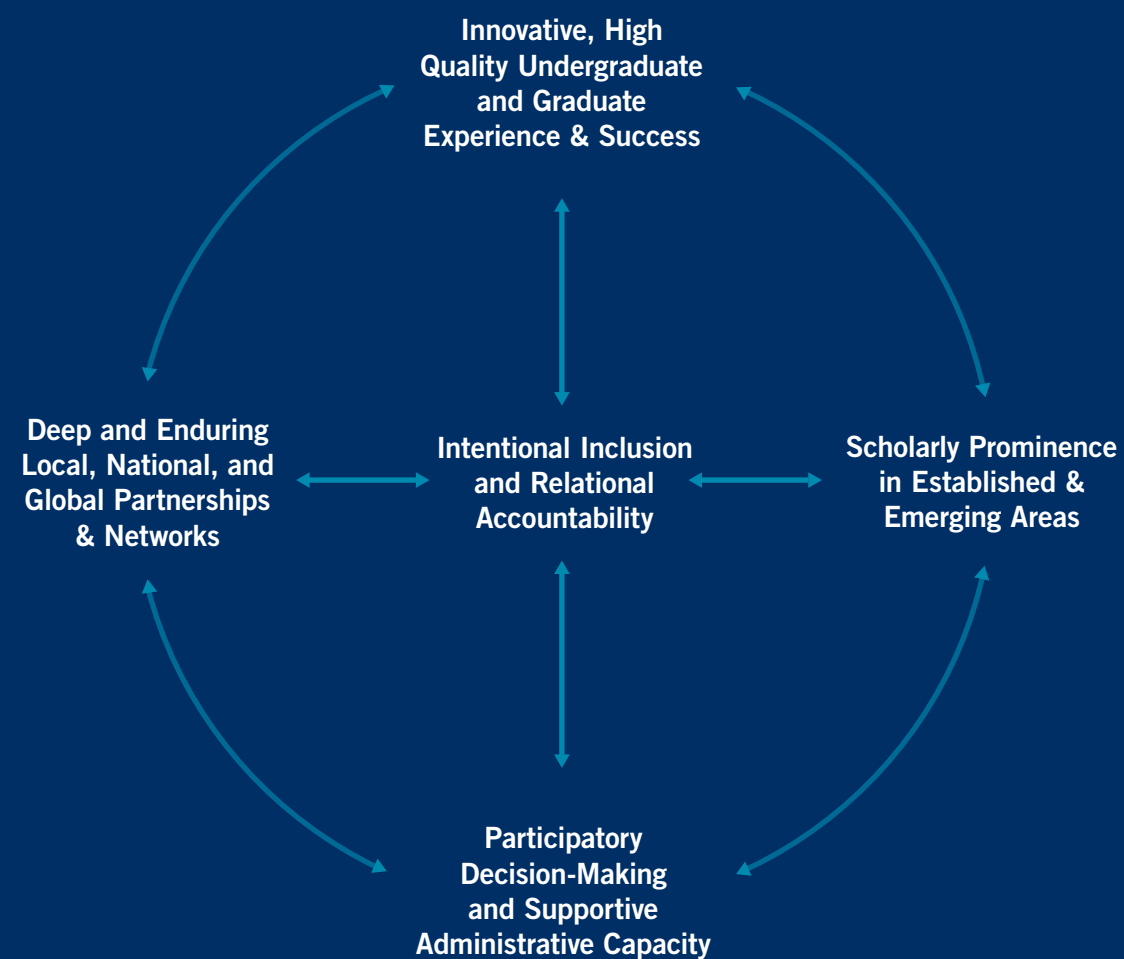 Innovative, High
Quality Undergraduate
and Graduate
Experience & Success
Deep and Enduring
Local, National, and
Global Partnerships
& Networks
Intentional Inclusion
and Relational
Accountability
Scholarly Prominence
in Established &
Emerging Areas
Participatory
Decision-Making
and Supportive
Administrative Capacity